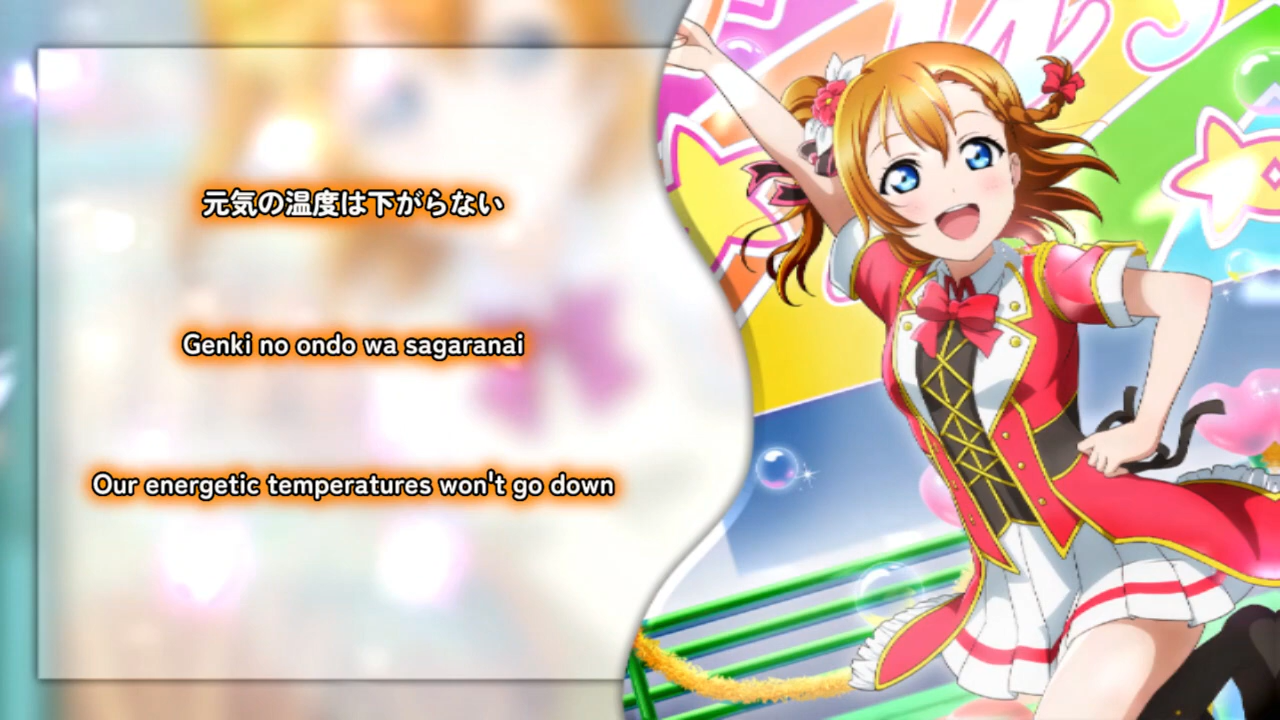 元気の温度は下がらない
Genki no ondo wa sagaranai
Our energetic temperatures won't go down